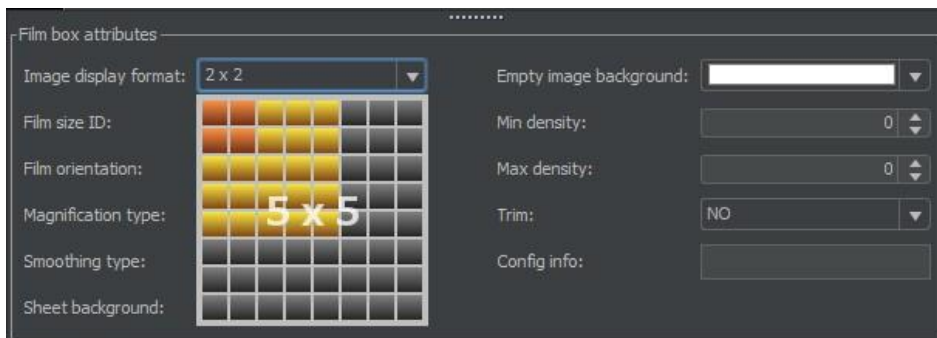 Film box attributes
Image display format: 2 x 2
Empty image background:
Film size ID:
Min density: 0
Film orientation:
Max density: 0
5 x 5
Magnification type:
Trim: NO
Smoothing type:
Config info:
Sheet background: